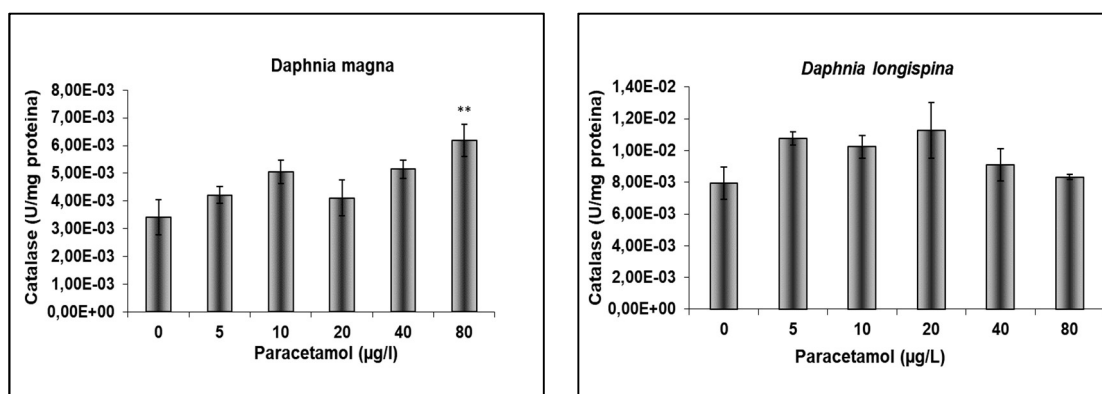 Daphnia magna
Catalase (U/mg proteina)
8,00E-03
7,00E-03
6,00E-03
5,00E-03
4,00E-03
3,00E-03
2,00E-03
1,00E-03
0,00E+00
**
0 5 10 20 40 80
Paracetamol (µg/l)
Daphnia longispina
Catalase (U/mg proteina)
1,40E-02
1,20E-02
1,00E-02
8,00E-03
6,00E-03
4,00E-03
2,00E-03
0,00E+00
0 5 10 20 40 80
Paracetamol (µg/L)